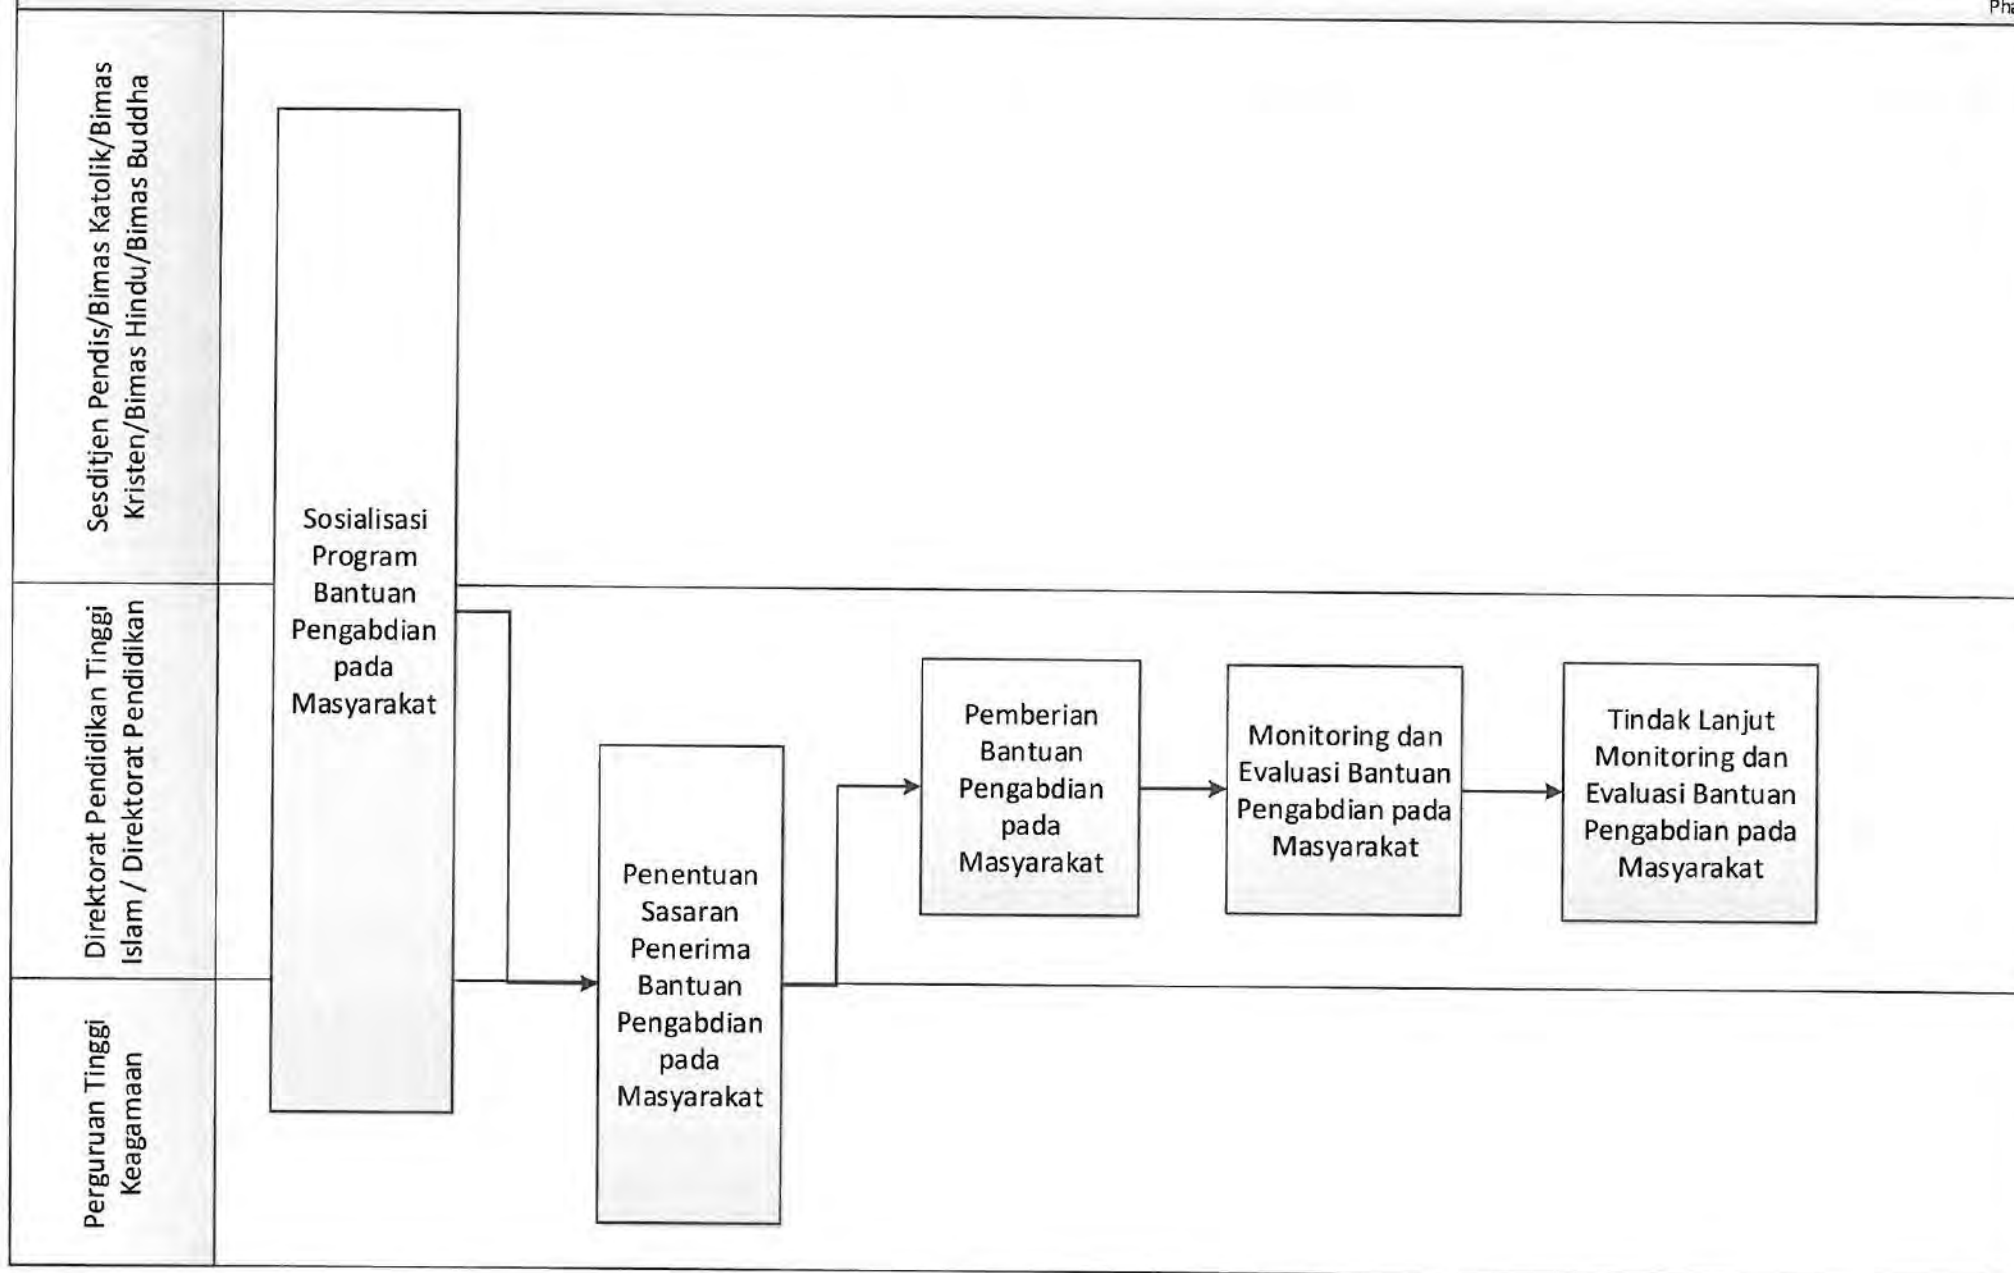 Pha
Sesditjen Pendis/Bimas Katolik/Bimas
Kristen/Bimas Hindu/Bimas Buddha
Sosialisasi
Program
Bantuan
Pengabdian
pada
Masyarakat
Direktorat Pendidikan Tinggi
Islam / Direktorat Pendidikan
Pemberian
Bantuan
Pengabdian
pada
Masyarakat
Monitoring dan
Evaluasi Bantuan
Pengabdian pada
Masyarakat
Tindak Lanjut
Monitoring dan
Evaluasi Bantuan
Pengabdian pada
Masyarakat
Penentuan
Sasaran
Penerima
Bantuan
Pengabdian
pada
Masyarakat
Perguruan Tinggi
Keagamaan